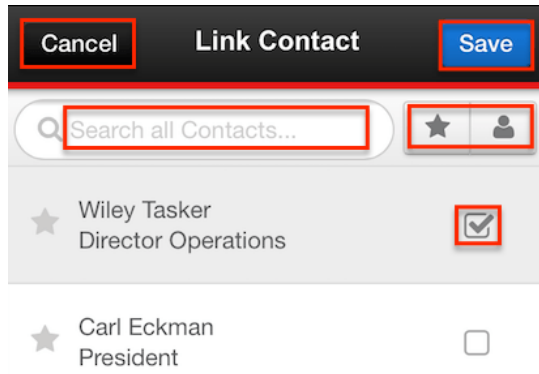 Cancel Link Contact Save
Search all Contacts...
Wiley Tasker
Director Operations
Carl Eckman
President